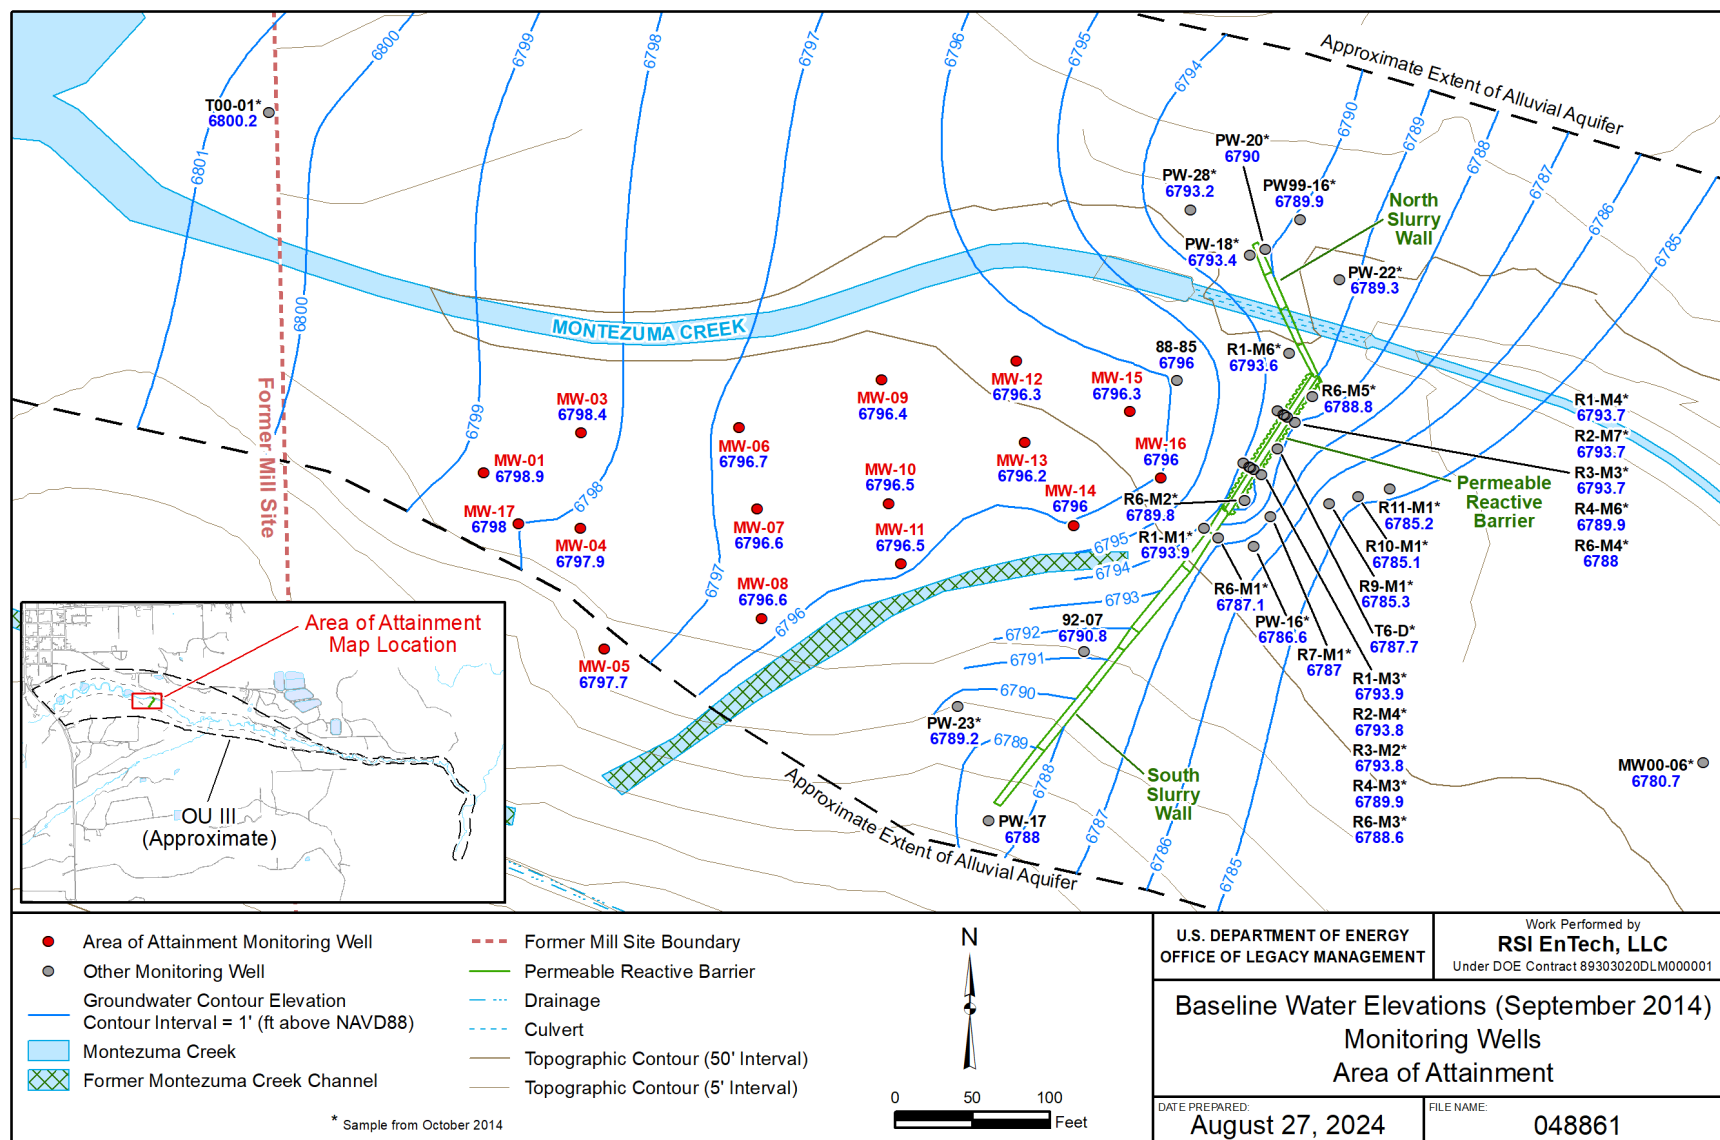 T00-01*
6800.2
6801
6800
6800
6799
6799
6798
6798
6797
6797
6796
6796
6795
6794
6790
6789
6788
6787
6786
6785
Approximate Extent of Alluvial Aquifer
PW-20*
6790
PW-28*
6793.2
PW99-16*
6789.9
PW-18*
6793.4
North
Slurry
Wall
PW-22*
6789.3
MONTEZUMA CREEK
Former Mill Site
88-85
6796
R1-M6*
6793.6
R6-M5*
6788.8
MW-03
6798.4
MW-09
6796.4
MW-12
6796.3
MW-15
6796.3
MW-06
6796.7
MW-01
6798.9
MW-10
6796.5
MW-13
6796.2
MW-16
6796
MW-17
6798
MW-04
6797.9
MW-07
6796.6
MW-11
6796.5
MW-14
6796
R6-M2*
6789.8
R1-M1*
6793.9
MW-08
6796.6
MW-05
6797.7
R1-M4*
6793.7
R2-M7*
6793.7
R3-M3*
6793.7
R4-M6*
6789.9
R6-M4*
6788
Permeable
Reactive
Barrier
R11-M1*
6785.2
R10-M1*
6785.1
R9-M1*
6785.3
T6-D*
6787.7
R6-M1*
6787.1
PW-16*
6786.6
R7-M1*
6787
R1-M3*
6793.9
R2-M4*
6793.8
R3-M2*
6793.8
R4-M3*
6789.9
R6-M3*
6788.6
6795
6794
6793
6792
6791
6790
6789
6788
6787
6786
6785
92-07
6790.8
PW-23*
6789.2
PW-17
6788
South
Slurry
Wall
MW00-06*
6780.7
Approximate Extent of Alluvial Aquifer
Area of Attainment
Map Location
OU III
(Approximate)
Area of Attainment Monitoring Well
Other Monitoring Well
Groundwater Contour Elevation
Contour Interval = 1' (ft above NAVD88)
Montezuma Creek
Former Montezuma Creek Channel
Former Mill Site Boundary
Permeable Reactive Barrier
Drainage
Culvert
Topographic Contour (50' Interval)
Topographic Contour (5' Interval)
* Sample from October 2014
N
0 50 100
Feet
U.S. DEPARTMENT OF ENERGY
OFFICE OF LEGACY MANAGEMENT
Work Performed by
RSI EnTech, LLC
Under DOE Contract 89303020DLM000001
Baseline Water Elevations (September 2014)
Monitoring Wells
Area of Attainment
DATE PREPARED:
August 27, 2024
FILE NAME:
048861